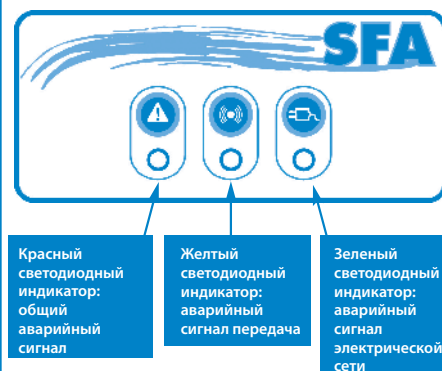 SFA
Красный
светодиодный
индикатор:
общий
аварийный
сигнал
Желтый
светодиодный
индикатор:
аварийный
сигнал передача
Зеленый
светодиодный
индикатор:
аварийный
сигнал
электрической
сети